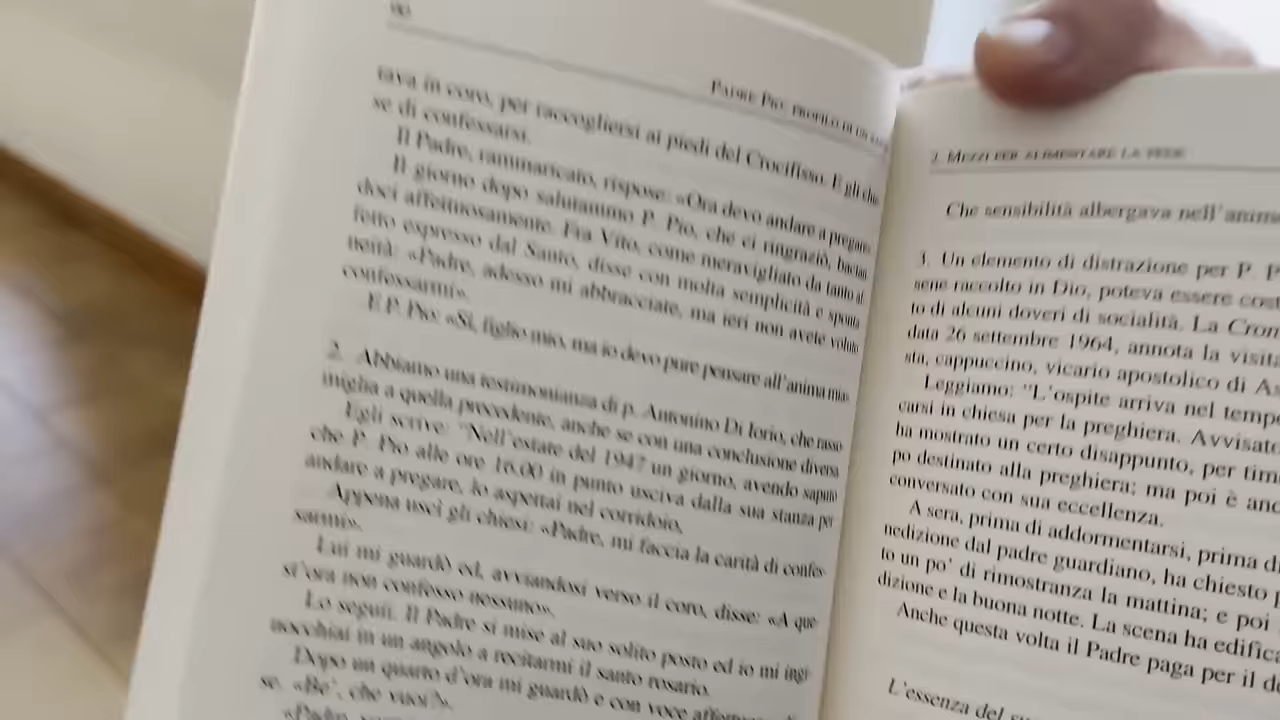 PADRE PIO: PROFILO DI UN
rava in coro, per raccogliersi ai piedi del Crocifisso. E gli chie
se di confessarsi.
Il Padre, rammaricato, rispose: «Ora devo andare a pregare
Il giorno dopo salutammo P. Pio, che ci ringraziò, bacian
doci affettuosamente. Fra Vito, come meravigliato da tanto af
fetto espresso dal Santo, disse con molta semplicità e sponta
neità: «Padre, adesso mi abbracciate, ma ieri non avete voluto
confessarmi».
E P. Pio: «Sì, figlio mio, ma io devo pure pensare all'anima mia»
2. Abbiamo una testimonianza di p. Antonino Di Iorio, che rasso
miglia a quella precedente, anche se con una conclusione diversa
Egli scrive: "Nell'estate del 1947 un giorno, avendo saputo
che P. Pio alle ore 16.00 in punto usciva dalla sua stanza per
andare a pregare, lo aspettai nel corridoio.
Appena uscì gli chiesi: «Padre, mi faccia la carità di confes-
sarmi».
Lui mi guardò ed, avviandosi verso il coro, disse: «A que-
st'ora non confesso nessuno».
Lo seguii. Il Padre si mise al suo solito posto ed io mi ingi-
nocchiai in un angolo a recitarmi il santo rosario.
Dopo un quarto d'ora mi guardò e con voce
se. «Be', che vuoi?».
«Padre,
2. MEZZI PER ALIMENTARE LA FEDE
Che sensibilità albergava nell'anim
3. Un elemento di distrazione per P. P
sene raccolto in Dio, poteva essere cost
to di alcuni doveri di socialità. La Cron
data 26 settembre 1964, annota la visita
sta, cappuccino, vicario apostolico di As
Leggiamo: "L'ospite arriva nel tempo
carsi in chiesa per la preghiera. Avvisato
ha mostrato un certo disappunto, per tim
po destinato alla preghiera; ma poi è and
conversato con sua eccellenza.
A sera, prima di addormentarsi, prima d
nedizione dal padre guardiano, ha chiesto p
to un po' di rimostranza la mattina; e poi
dizione e la buona notte. La scena ha edifica
Anche questa volta il Padre paga per il d
L'essenza del